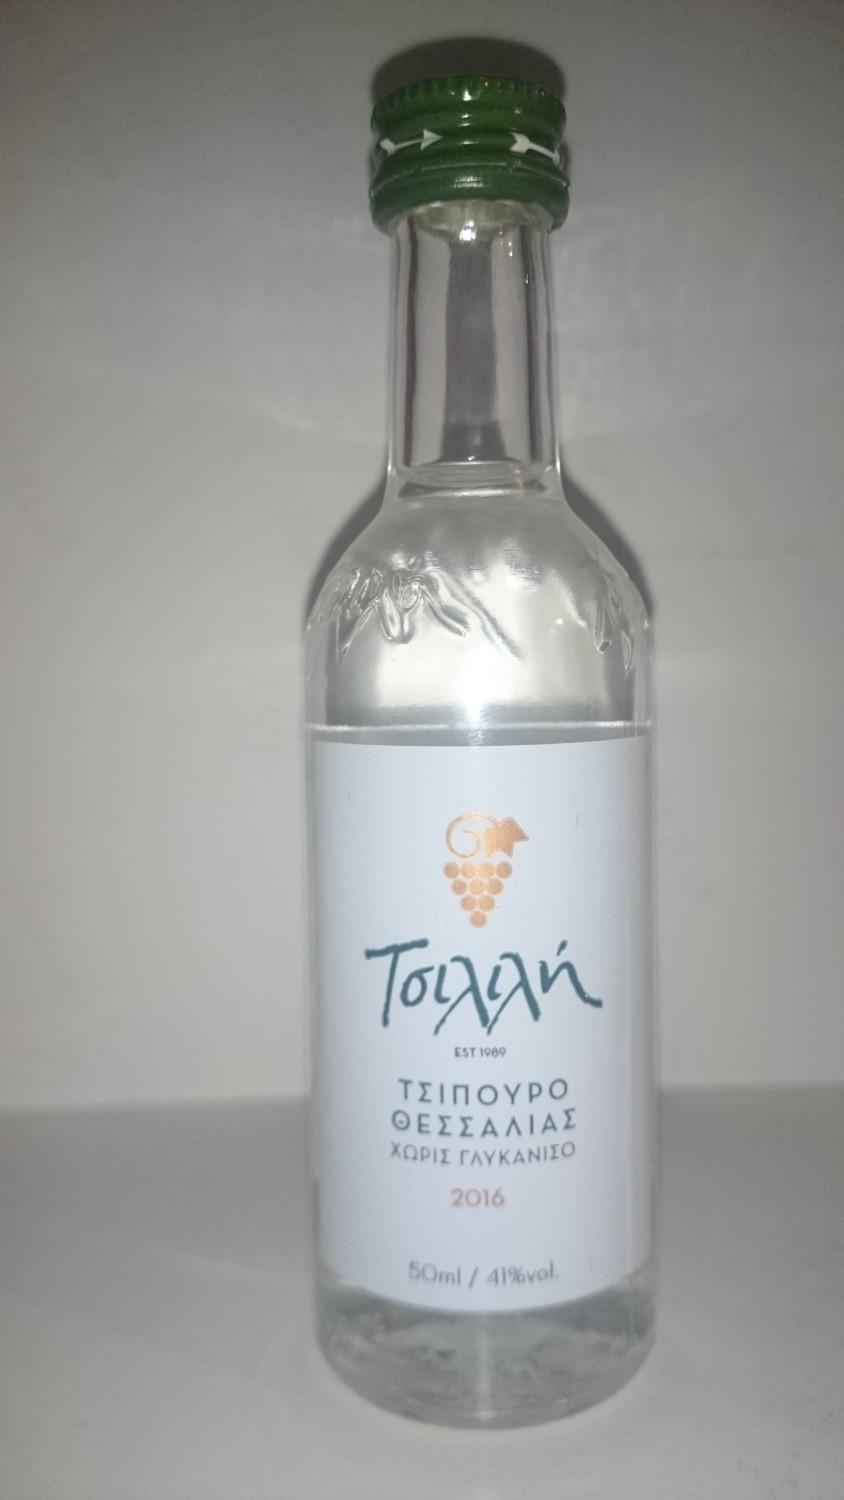 Τσιλιλή
EST 1989
ΤΣΙΠΟΥΡΟ
ΘΕΣΣΑΛΙΑΣ
ΧΩΡΙΣ ΓΛΥΚΑΝΙΣΟ
2016
50ml / 41%vol.